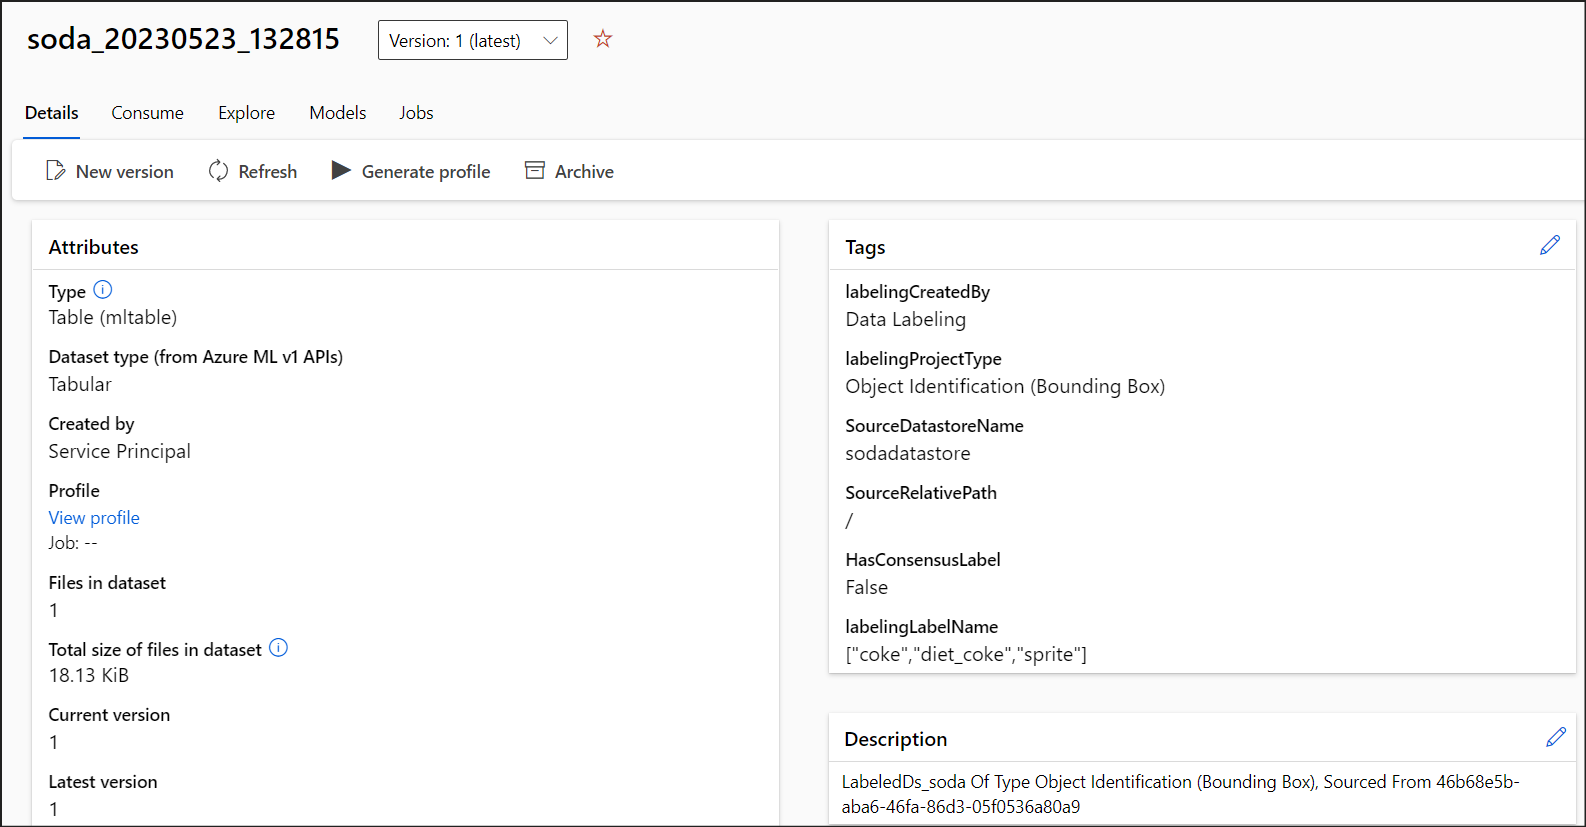 soda_20230523_132815
Version: 1 (latest)
Details
Consume
Explore
Models
Jobs
New version
Refresh
Generate profile
Archive
Attributes
Type
Table (mltable)
Dataset type (from Azure ML v1 APIs)
Tabular
Created by
Service Principal
Profile
View profile
Job: --
Files in dataset
1
Total size of files in dataset
18.13 KiB
Current version
1
Latest version
1
Tags
labelingCreatedBy
Data Labeling
labelingProjectType
Object Identification (Bounding Box)
SourceDatastoreName
sodadatastore
SourceRelativePath
/
HasConsensusLabel
False
labelingLabelName
["coke","diet_coke","sprite"]
Description
LabeledDs_soda Of Type Object Identification (Bounding Box), Sourced From 46b68e5b-
aba6-46fa-86d3-05f0536a80a9